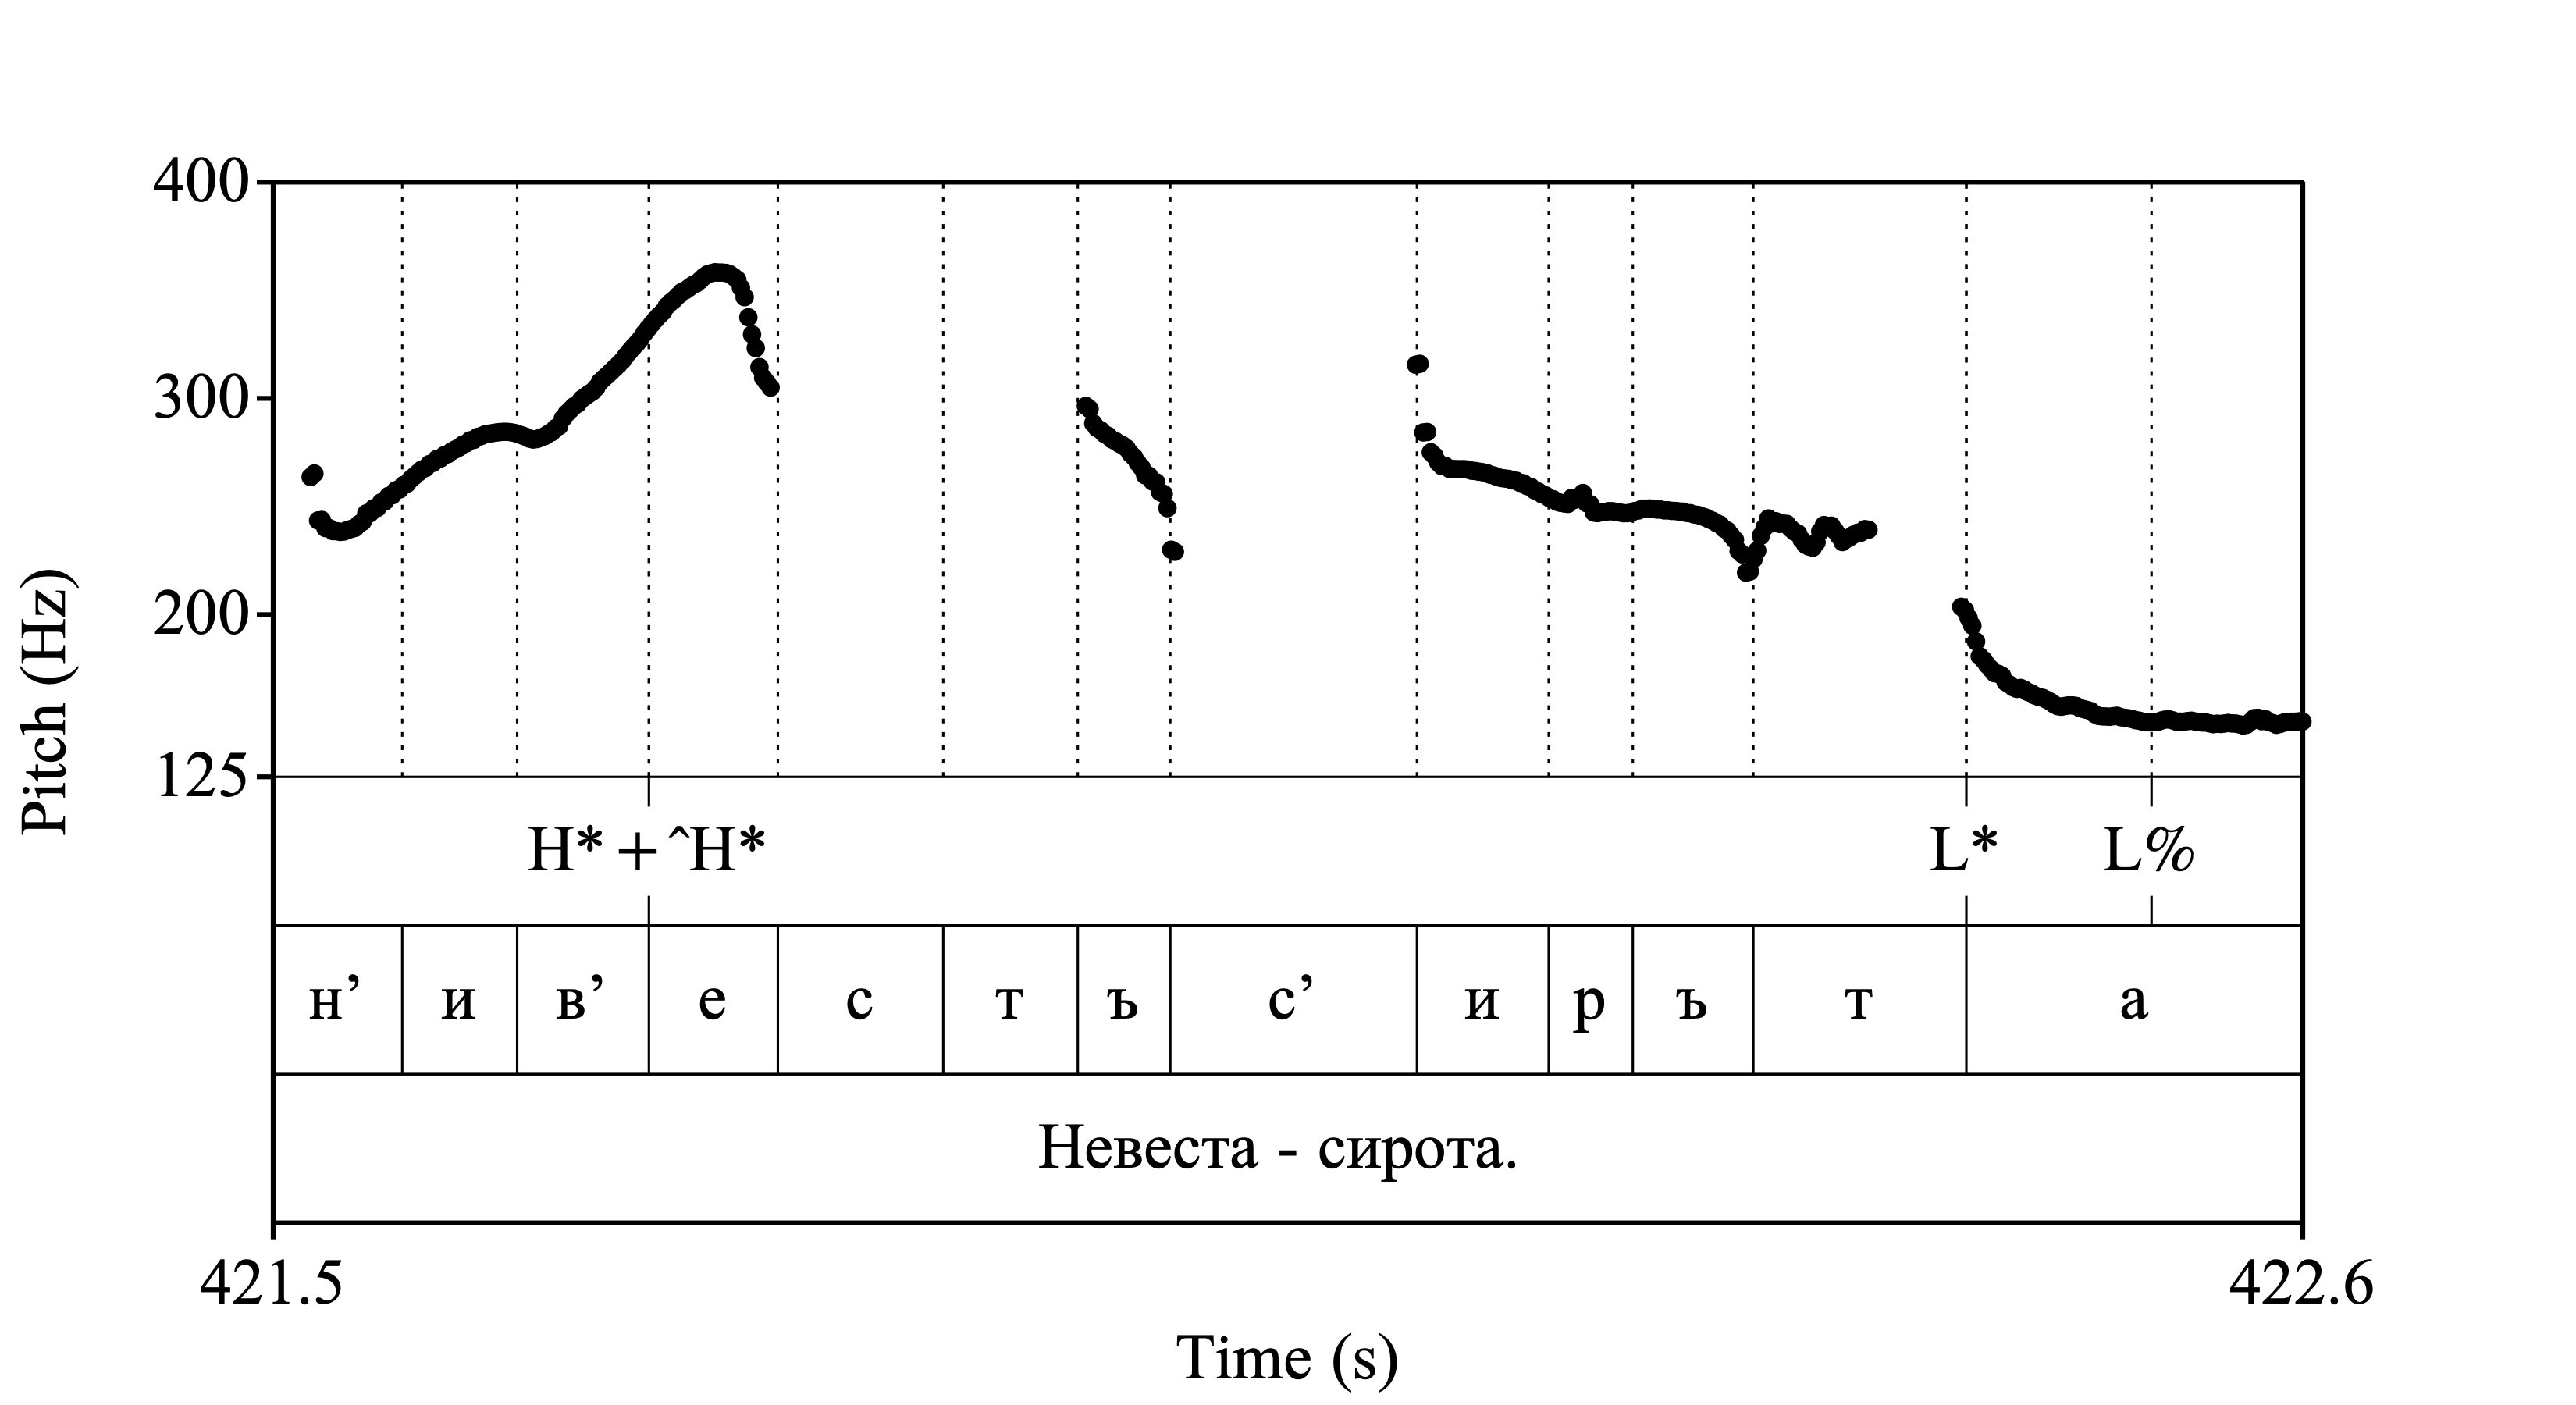 400
300
200
125
Pitch (Hz)
H* + ˆH* L* L%
н’ и в’ е с т ъ с’ и р ъ т а
Невеста - сирота.
421.5 422.6
Time (s)